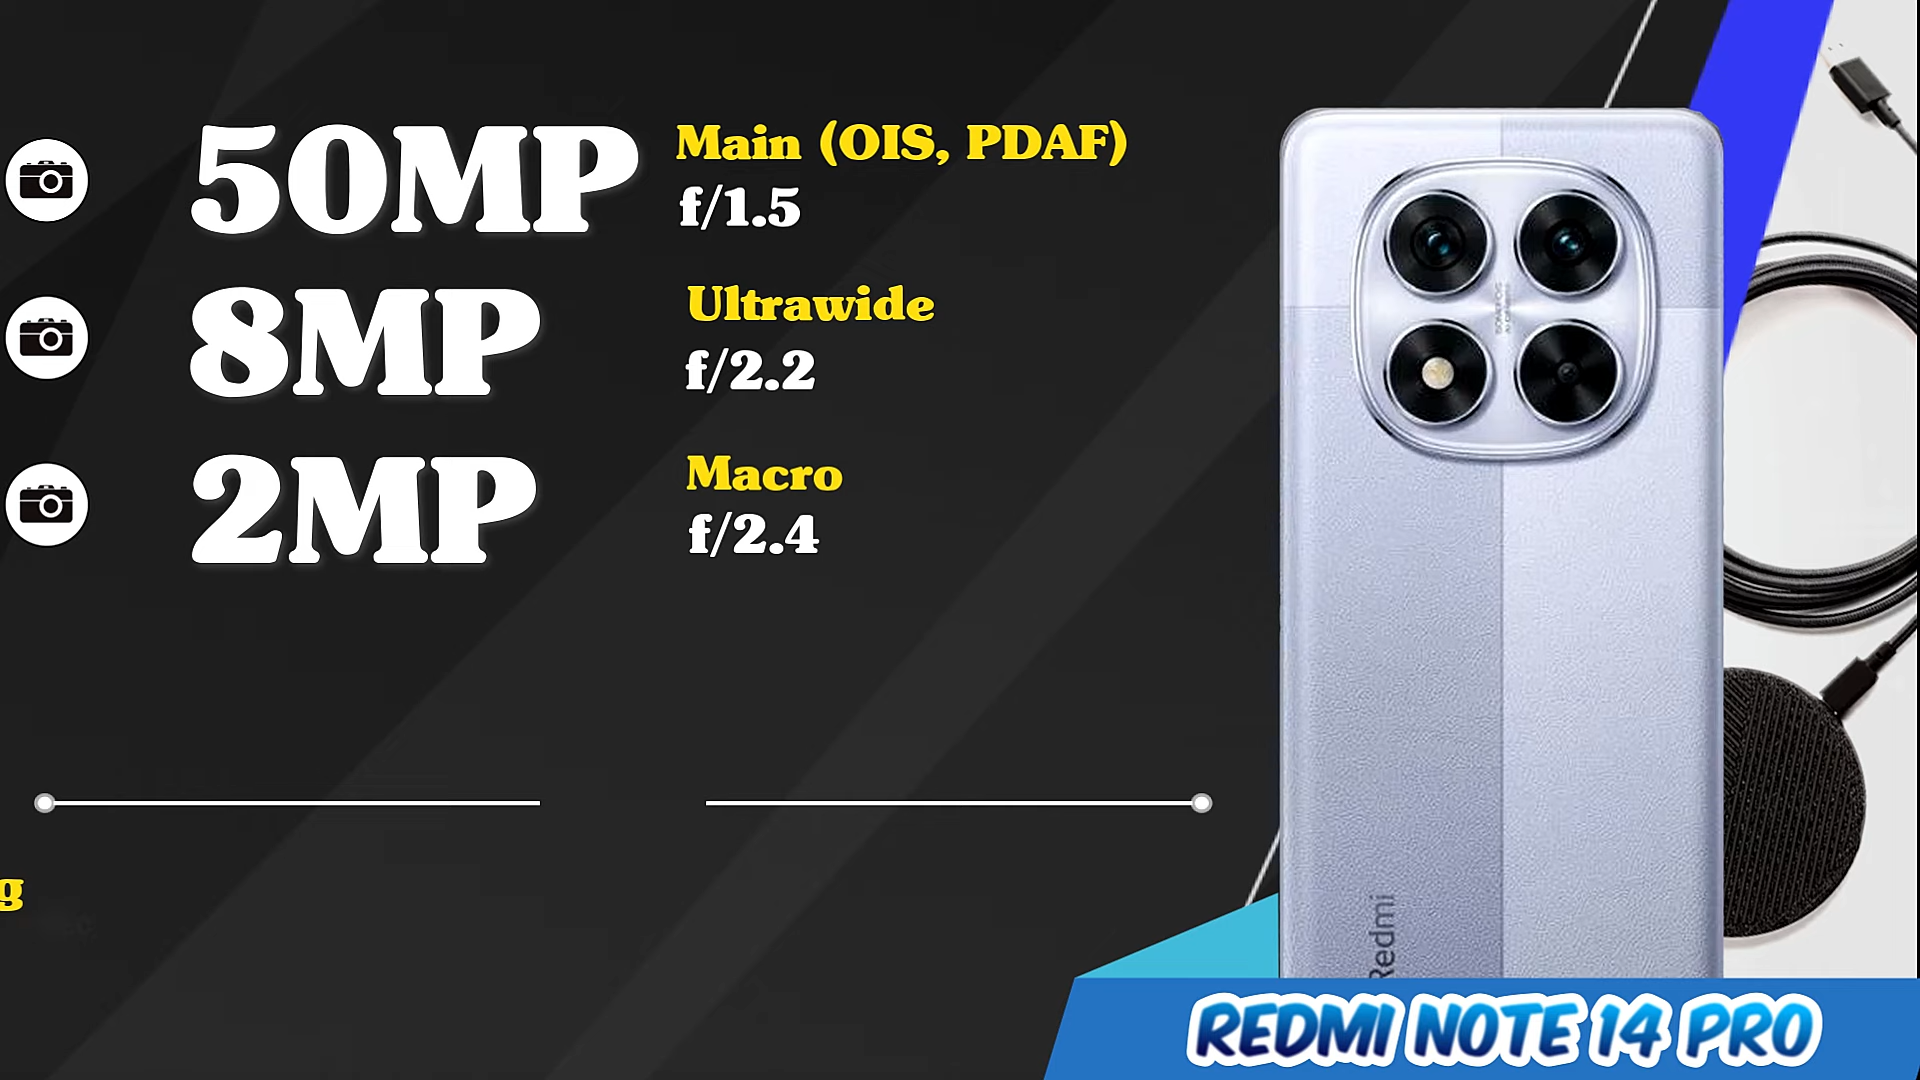 50MP Main (OIS, PDAF)
f/1.5
8MP Ultrawide
f/2.2
2MP Macro
f/2.4
g
Redmi
REDMI NOTE 14 PRO